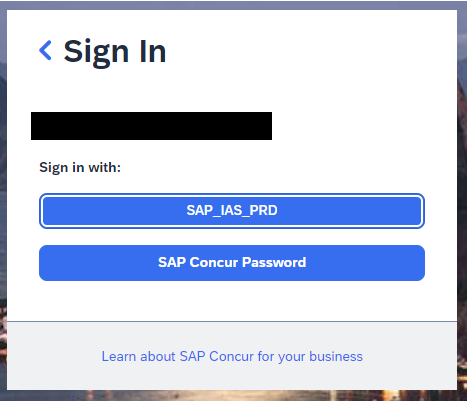 Sign In
Sign in with:
SAP_IAS_PRD
SAP Concur Password
Learn about SAP Concur for your business